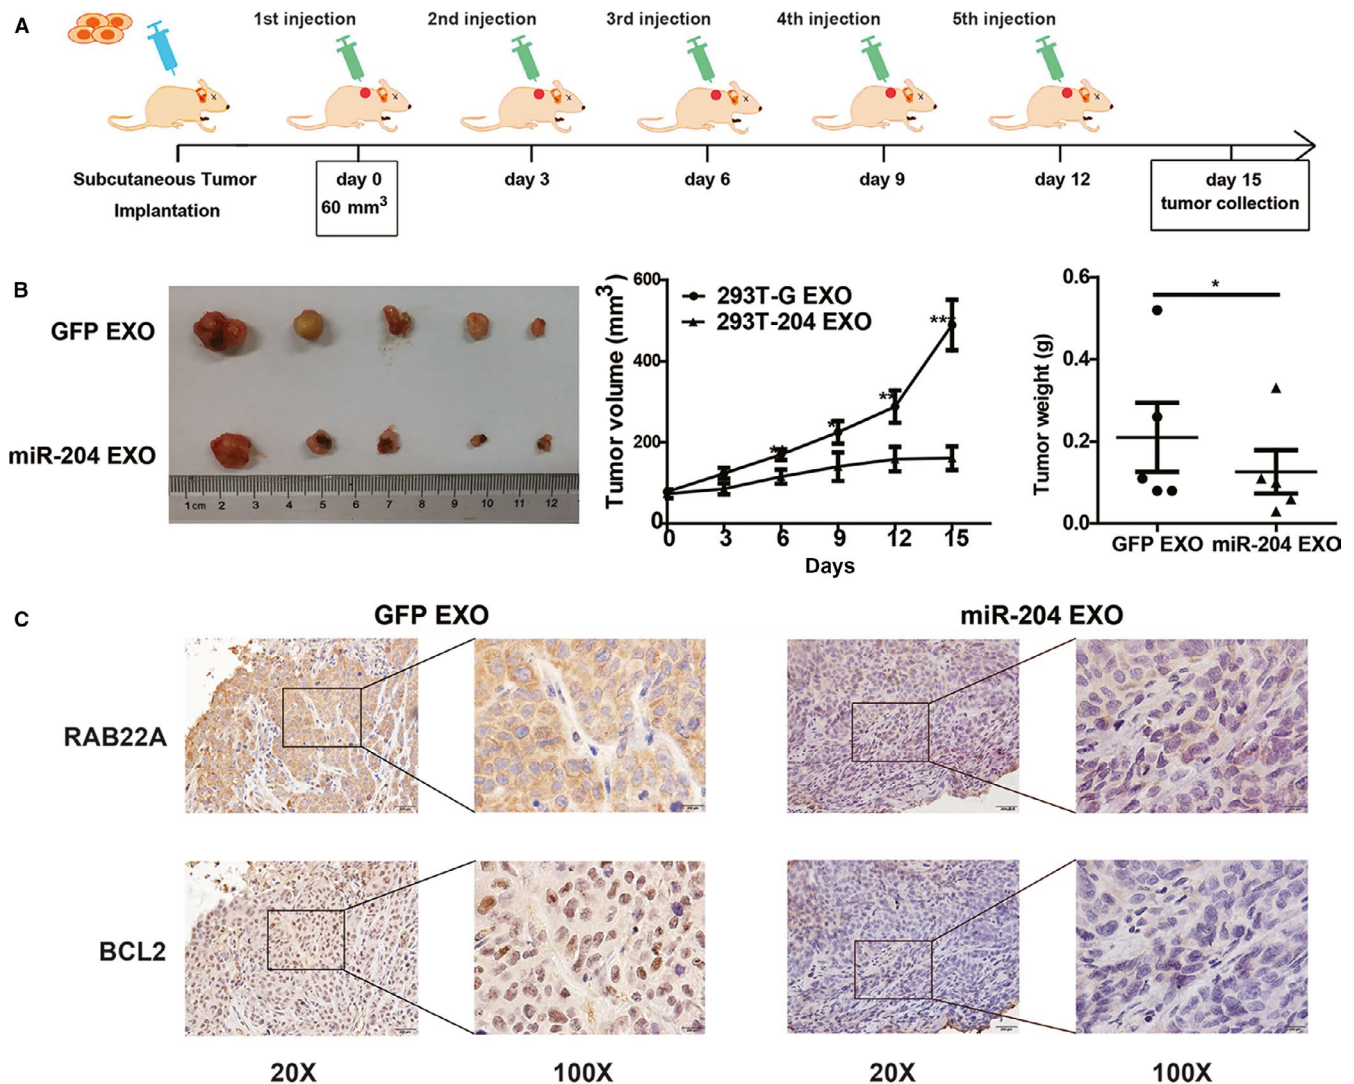 A
1st injection
2nd injection
3rd injection
4th injection
5th injection
Subcutaneous Tumor
Implantation
day 0
60 mm³
day 3
day 6
day 9
day 12
day 15
tumor collection
B
GFP EXO
miR-204 EXO
1cm 2 3 4 5 6 7 8 9 10 11 12
Tumor volume (mm³)
600
400
200
0
293T-G EXO
293T-204 EXO
**
*
**
***
0 3 6 9 12 15
Days
Tumor weight (g)
0.6
0.4
0.2
0.0
*
GFP EXO miR-204 EXO
C
GFP EXO
miR-204 EXO
RAB22A
BCL2
20X
100X
20X
100X